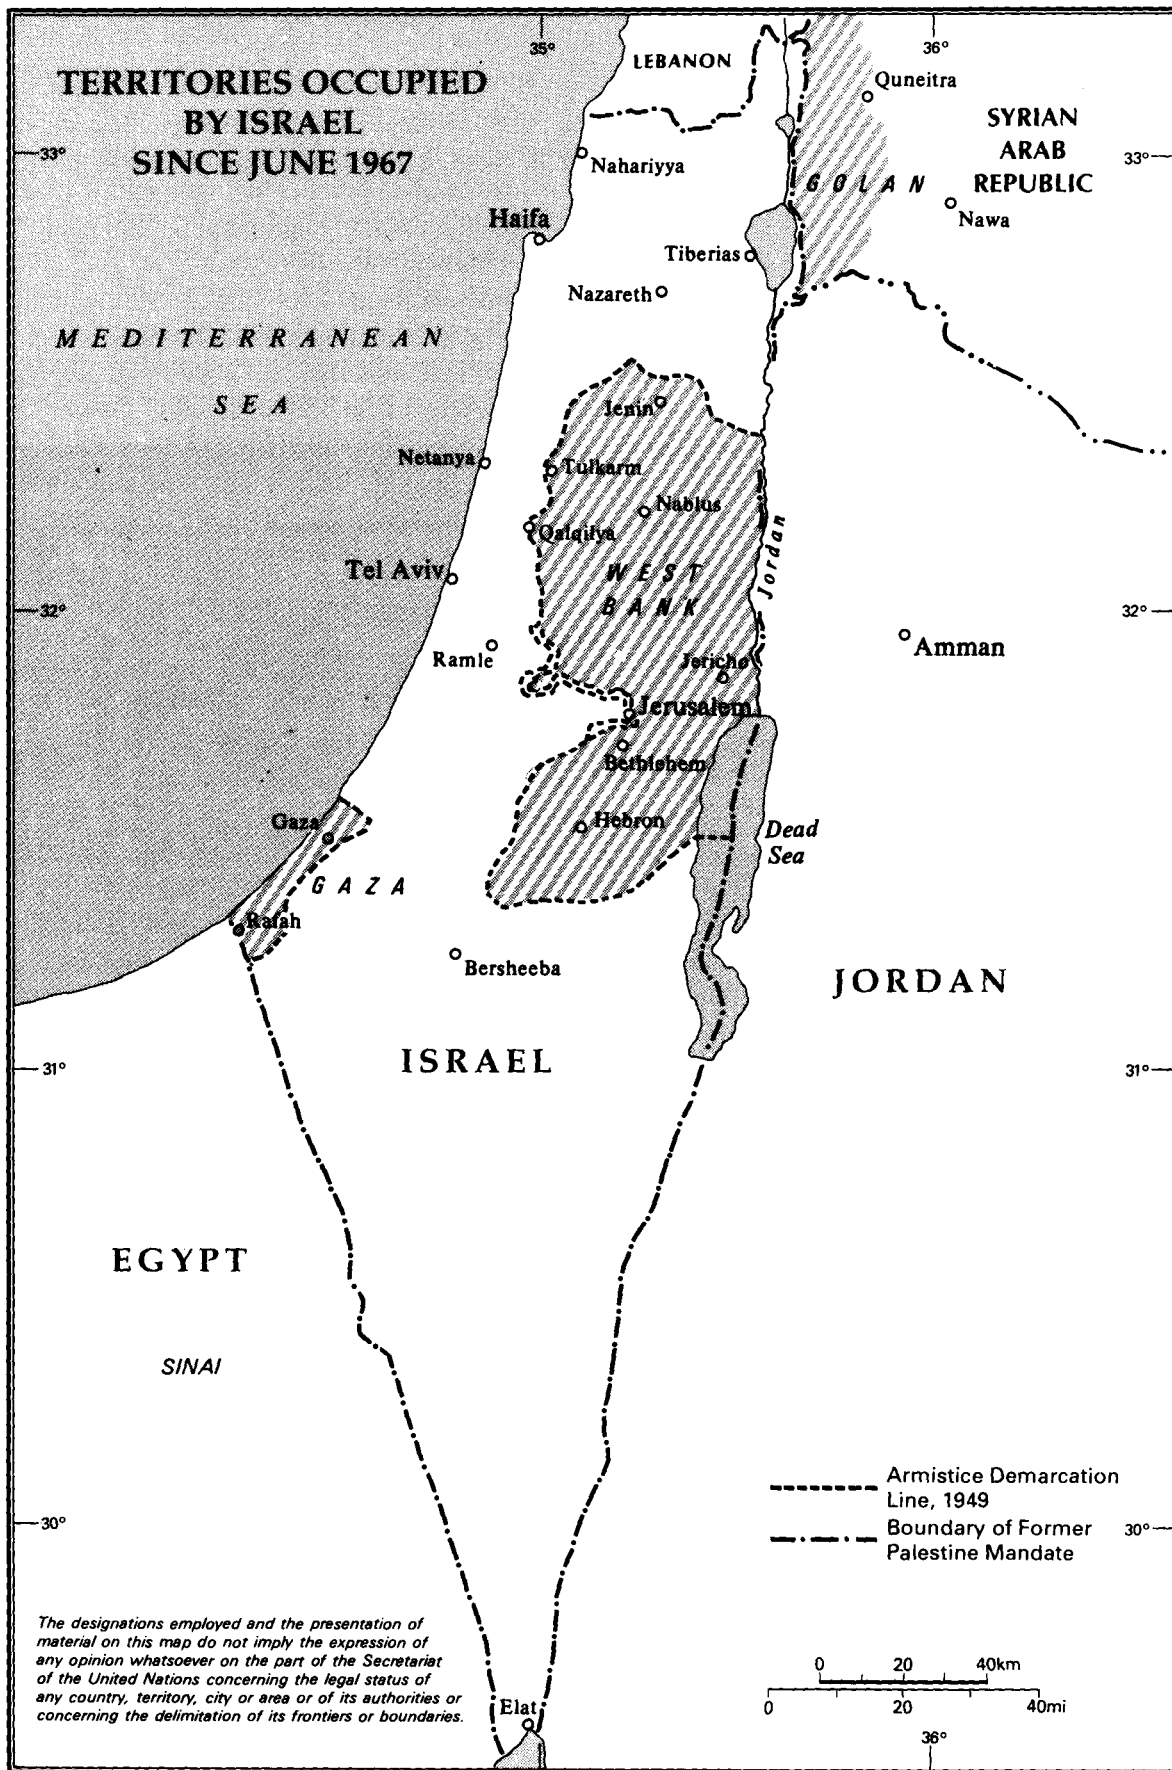 35°
36°
TERRITORIES OCCUPIED
BY ISRAEL
SINCE JUNE 1967
LEBANON
Quneitra
SYRIAN
ARAB
REPUBLIC
33°
33°
Nahariyya
GOLAN
Nawa
Haifa
Tiberias
Nazareth
MEDITERRANEAN
SEA
Jenin
Netanya
Tulkarm
Nablus
Qalqilya
Jordan
Tel Aviv
WEST
BANK
32°
32°
Amman
Ramle
Jericho
Jerusalem
Bethlehem
Gaza
Hebron
Dead
Sea
GAZA
Rafah
Bersheeba
JORDAN
ISRAEL
31°
31°
EGYPT
SINAI
Armistice Demarcation
Line, 1949
Boundary of Former
Palestine Mandate
30°
30°
The designations employed and the presentation of
material on this map do not imply the expression of
any opinion whatsoever on the part of the Secretariat
of the United Nations concerning the legal status of
any country, territory, city or area or of its authorities or
concerning the delimitation of its frontiers or boundaries.
Elat
0 20 40km
0 20 40mi
36°